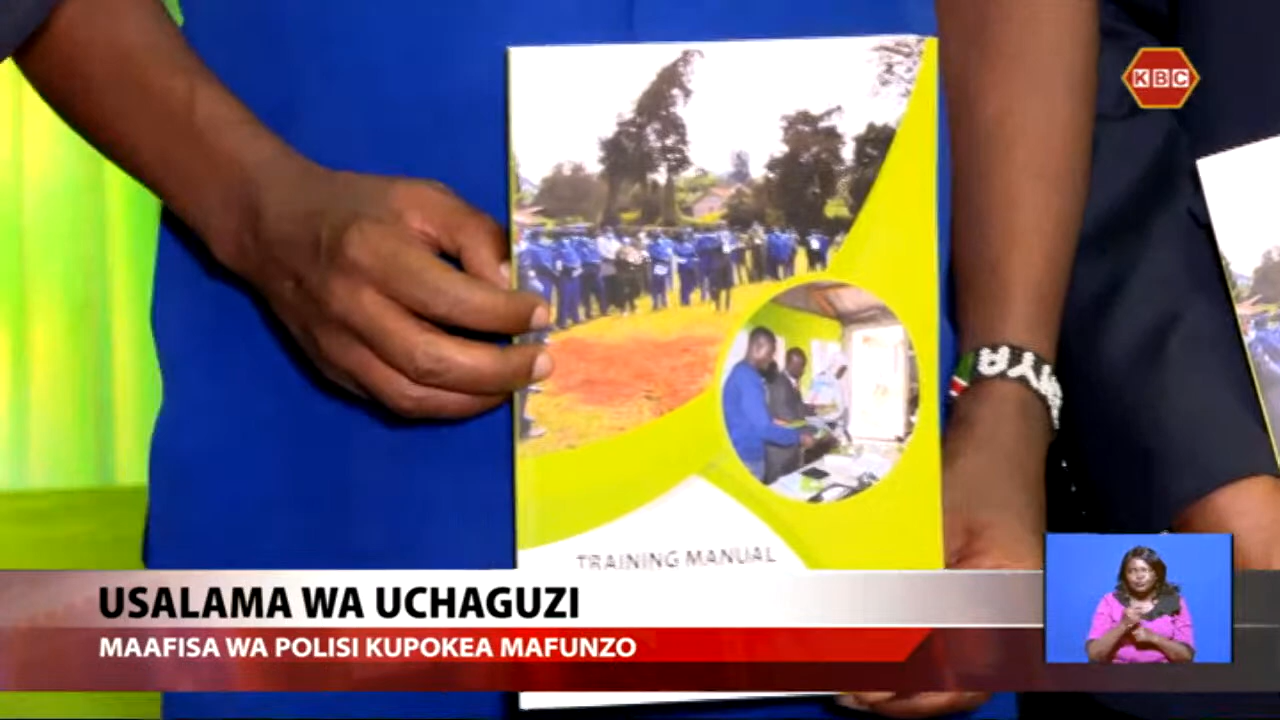 KBC
TRAINING MANUAL
USALAMA WA UCHAGUZI
MAAFISA WA POLISI KUPOKEA MAFUNZO